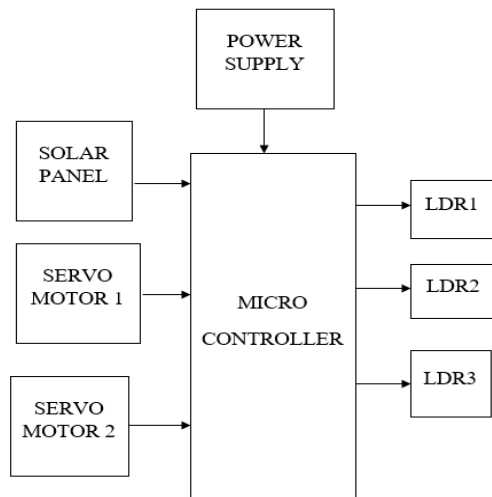 POWER
SUPPLY
SOLAR
PANEL
SERVO
MOTOR 1
SERVO
MOTOR 2
MICRO
CONTROLLER
LDR1
LDR2
LDR3